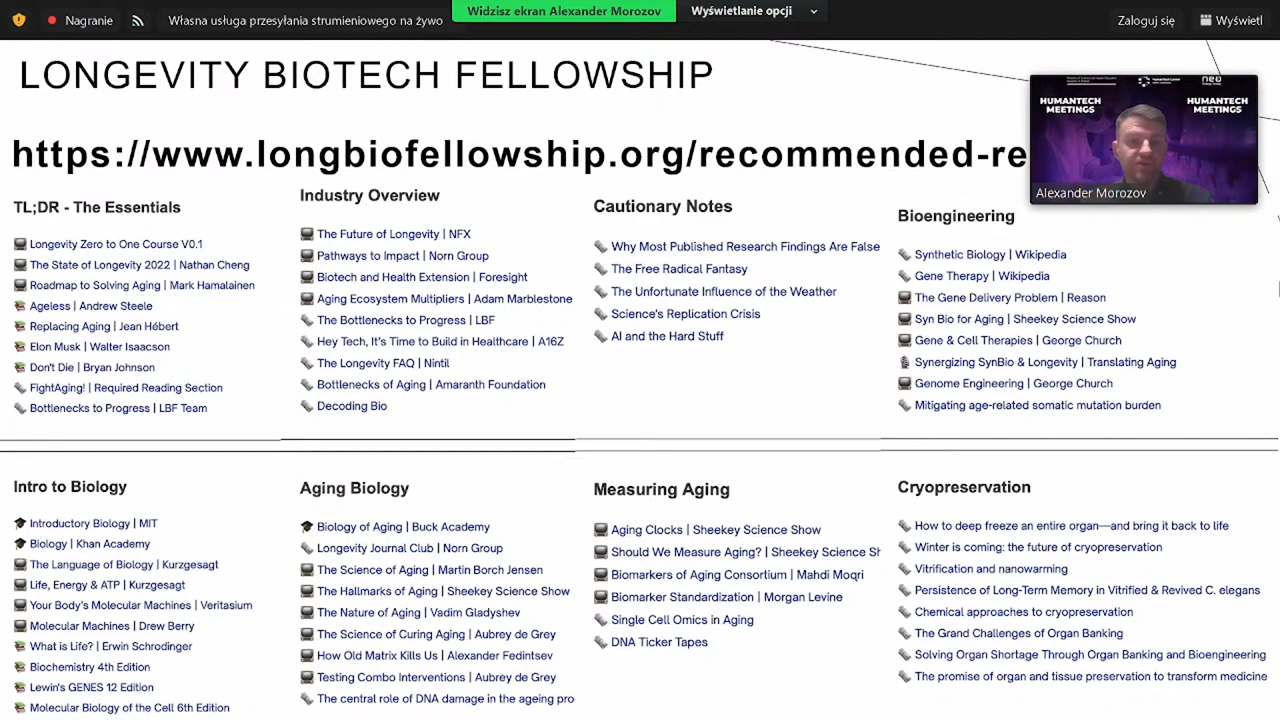 Nagranie
Własna usługa przesyłania strumieniowego na żywo
Widzisz ekran Alexander Morozov
Wyświetlanie opcji
Zaloguj się
Wyświetl
LONGEVITY BIOTECH FELLOWSHIP
https://www.longbiofellowship.org/recommended-re
HUMANTECH MEETINGS
HUMANTECH MEETINGS
Alexander Morozov
TL;DR - The Essentials
Longevity Zero to One Course V0.1
The State of Longevity 2022 | Nathan Cheng
Roadmap to Solving Aging | Mark Hamalainen
Ageless | Andrew Steele
Replacing Aging | Jean Hébert
Elon Musk | Walter Isaacson
Don't Die | Bryan Johnson
FightAging! | Required Reading Section
Bottlenecks to Progress | LBF Team
Industry Overview
The Future of Longevity | NFX
Pathways to Impact | Norn Group
Biotech and Health Extension | Foresight
Aging Ecosystem Multipliers | Adam Marblestone
The Bottlenecks to Progress | LBF
Hey Tech, It's Time to Build in Healthcare | A16Z
The Longevity FAQ | Nintil
Bottlenecks of Aging | Amaranth Foundation
Decoding Bio
Cautionary Notes
Why Most Published Research Findings Are False
The Free Radical Fantasy
The Unfortunate Influence of the Weather
Science's Replication Crisis
AI and the Hard Stuff
Bioengineering
Synthetic Biology | Wikipedia
Gene Therapy | Wikipedia
The Gene Delivery Problem | Reason
Syn Bio for Aging | Sheekey Science Show
Gene & Cell Therapies | George Church
Synergizing SynBio & Longevity | Translating Aging
Genome Engineering | George Church
Mitigating age-related somatic mutation burden
Intro to Biology
Introductory Biology | MIT
Biology | Khan Academy
The Language of Biology | Kurzgesagt
Life, Energy & ATP | Kurzgesagt
Your Body's Molecular Machines | Veritasium
Molecular Machines | Drew Berry
What is Life? | Erwin Schrodinger
Biochemistry 4th Edition
Lewin's GENES 12 Edition
Molecular Biology of the Cell 6th Edition
Aging Biology
Biology of Aging | Buck Academy
Longevity Journal Club | Norn Group
The Science of Aging | Martin Borch Jensen
The Hallmarks of Aging | Sheekey Science Show
The Nature of Aging | Vadim Gladyshev
The Science of Curing Aging | Aubrey de Grey
How Old Matrix Kills Us | Alexander Fedintsev
Testing Combo Interventions | Aubrey de Grey
The central role of DNA damage in the ageing pro
Measuring Aging
Aging Clocks | Sheekey Science Show
Should We Measure Aging? | Sheekey Science Sh
Biomarkers of Aging Consortium | Mahdi Moqri
Biomarker Standardization | Morgan Levine
Single Cell Omics in Aging
DNA Ticker Tapes
Cryopreservation
How to deep freeze an entire organ—and bring it back to life
Winter is coming: the future of cryopreservation
Vitrification and nanowarming
Persistence of Long-Term Memory in Vitrified & Revived C. elegans
Chemical approaches to cryopreservation
The Grand Challenges of Organ Banking
Solving Organ Shortage Through Organ Banking and Bioengineering
The promise of organ and tissue preservation to transform medicine